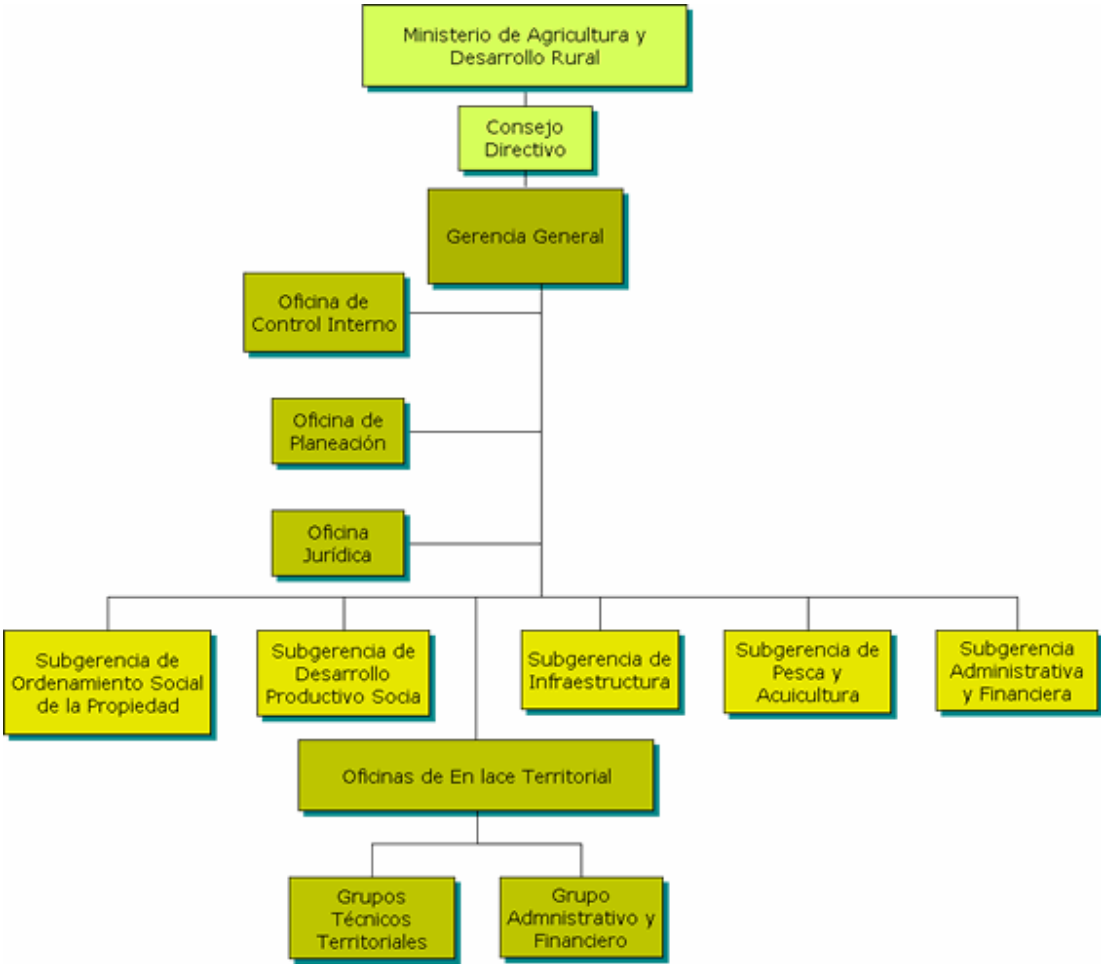 Ministerio de Agricultura y
Desarrollo Rural
Consejo
Directivo
Gerencia General
Oficina de
Control Interno
Oficina de
Planeación
Oficina
Jurídica
Subgerencia de
Ordenamiento Social
de la Propiedad
Subgerencia de
Desarrollo
Productivo Socia
Subgerencia de
Infraestructura
Subgerencia de
Pesca y
Acuicultura
Subgerencia
Administrativa
y Financiera
Oficinas de En lace Territorial
Grupos
Técnicos
Territoriales
Grupo
Admnistrativo y
Financiero